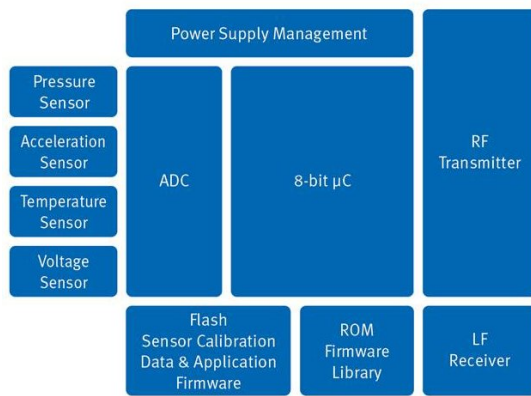 Power Supply Management
Pressure
Sensor
Acceleration
Sensor
Temperature
Sensor
Voltage
Sensor
ADC
8-bit µC
RF
Transmitter
Flash
Sensor Calibration
Data & Application
Firmware
ROM
Firmware
Library
LF
Receiver